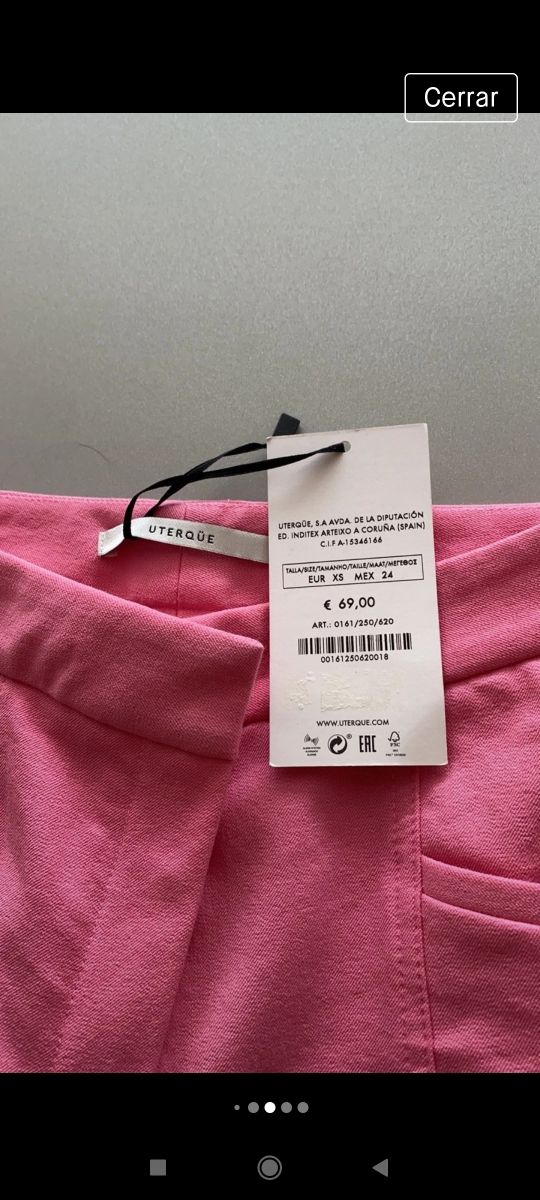 Cerrar
UTERQÜE
UTERQÜE, S.A AVDA. DE LA DIPUTACIÓN
ED. INDITEX ARTEIXO A CORUÑA (SPAIN)
C.I.F A-15346166
TALLA/SIZE/TAMANHO/TAILLE/MAAT/ΜΕΓΕΘΟΣ
EUR XS MEX 24
€ 69,00
ART.: 0161/250/620
00161250620018
WWW.UTERQUE.COM
EAC
FSC